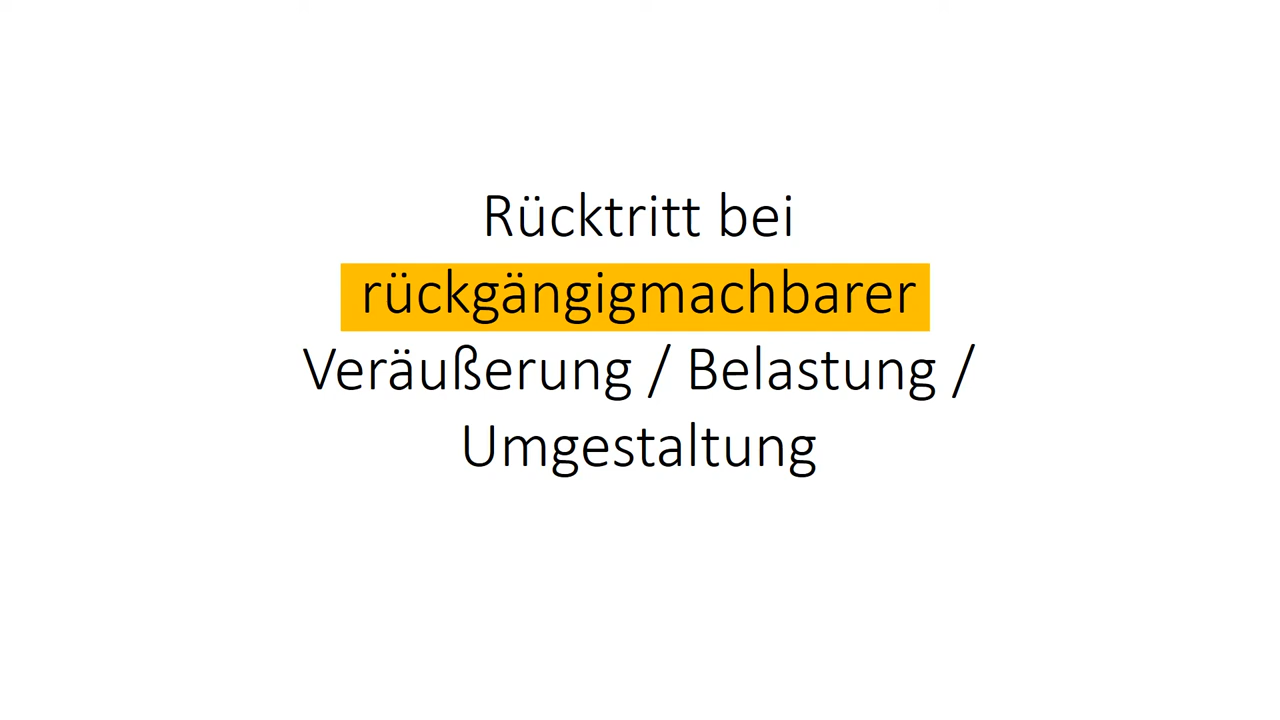 Rücktritt bei
rückgängigmachbarer
Veräußerung / Belastung /
Umgestaltung